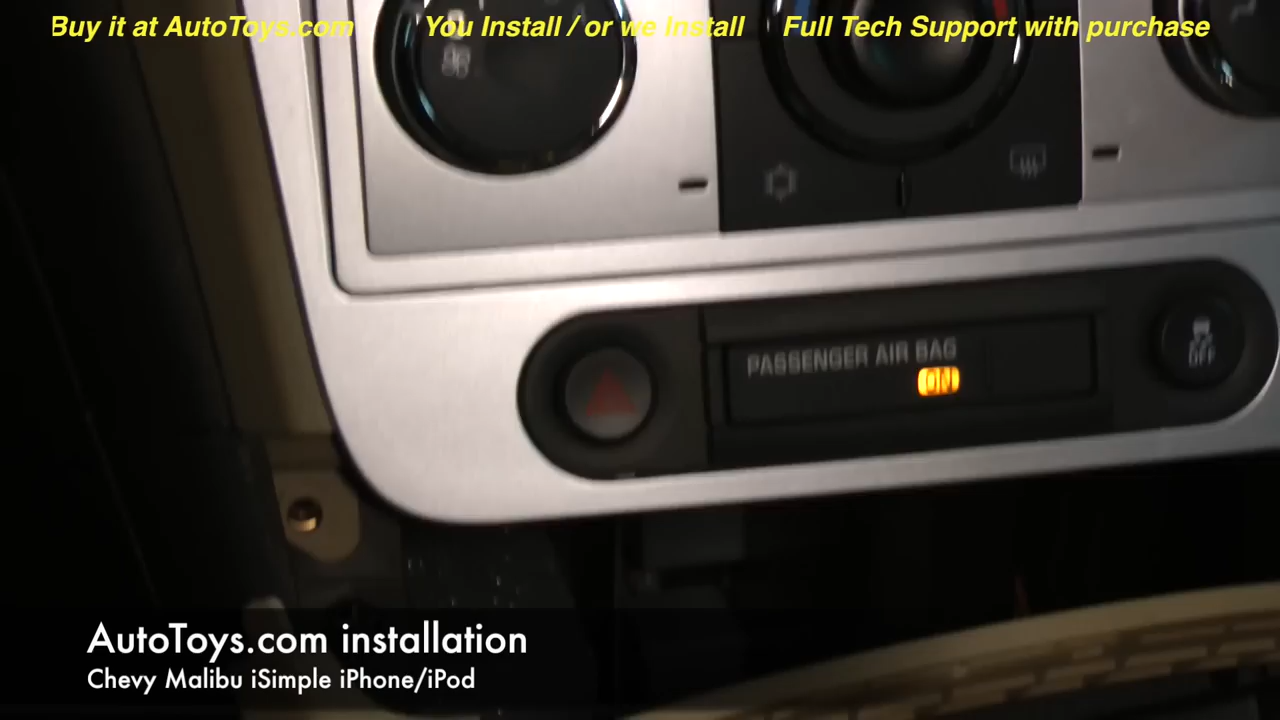 Buy it at AutoToys.com You Install / or we Install Full Tech Support with purchase
PASSENGER AIR BAG
ON
OFF
AutoToys.com installation
Chevy Malibu iSimple iPhone/iPod